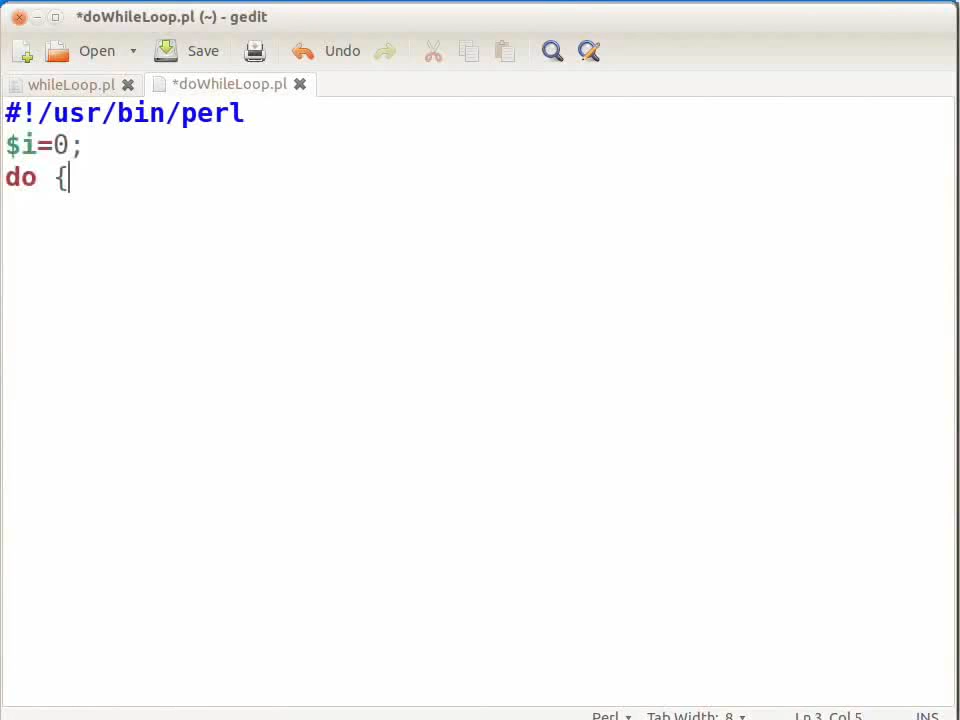 *doWhileLoop.pl (~) - gedit
Open Save Undo
whileLoop.pl *doWhileLoop.pl
#!/usr/bin/perl
$i=0;
do {
Perl Tab Width: 8 Ln 3, Col 5 INS